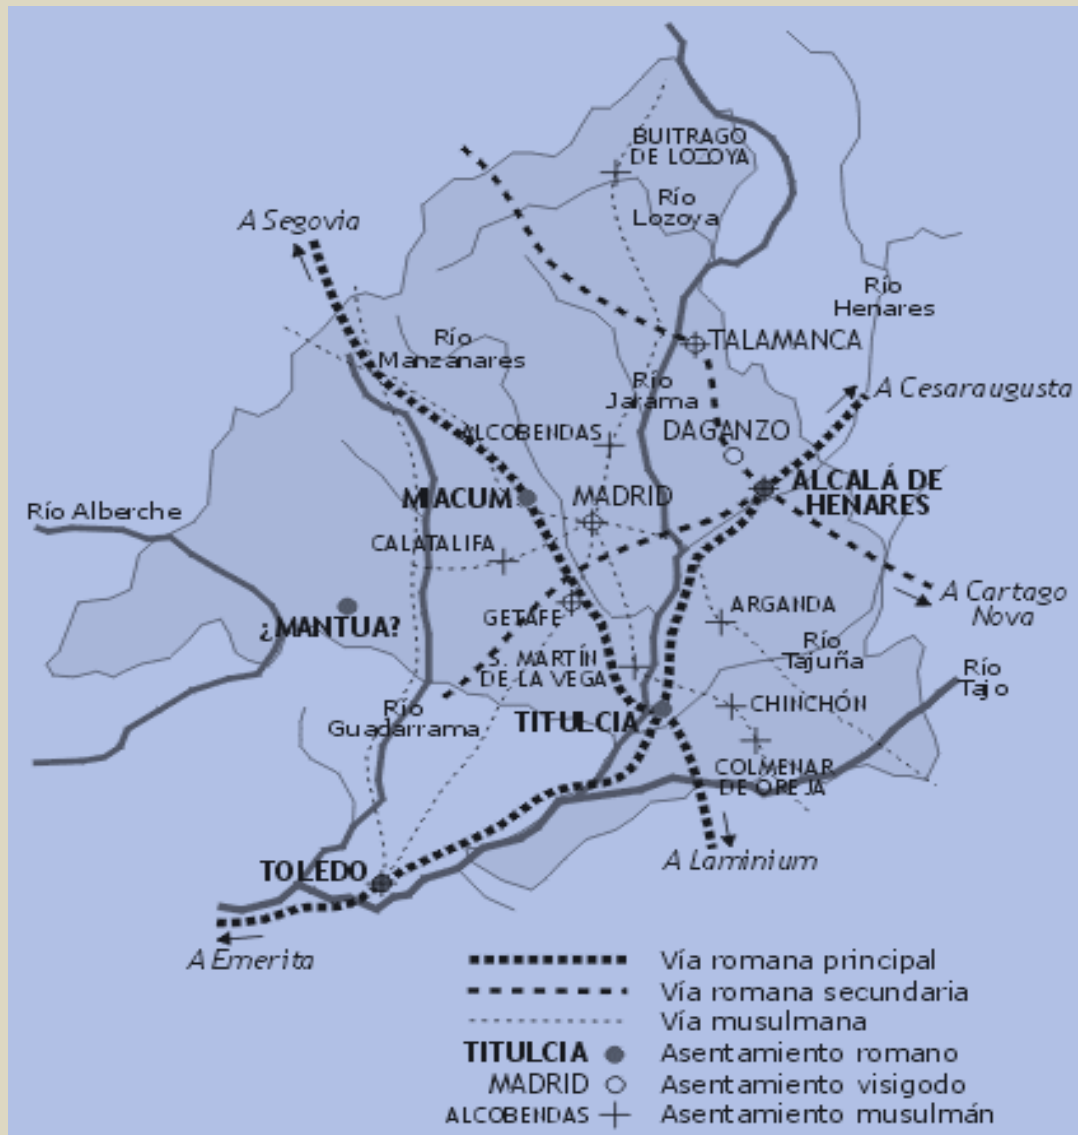 BUITRAGO
DE LOZOYA
Río
Lozoya
A Segovia
Río
Henares
Río
Manzanares
TALAMANCA
Río
Jarama
A Cesaraugusta
ALCOBENDAS
DAGANZO
MIACUM
MADRID
ALCALÁ DE
HENARES
Río Alberche
CALATALIFA
A Cartago
Nova
¿MANTUA?
GETAFE
ARGANDA
S. MARTÍN
DE LA VEGA
Río
Tajuña
Río
Tajo
Río
Guadarrama
TITULCIA
CHINCHÓN
COLMENAR
DE OREJA
TOLEDO
A Laminium
A Emerita
Vía romana principal
Vía romana secundaria
Vía musulmana
TITULCIA Asentamiento romano
MADRID Asentamiento visigodo
ALCOBENDAS Asentamiento musulmán